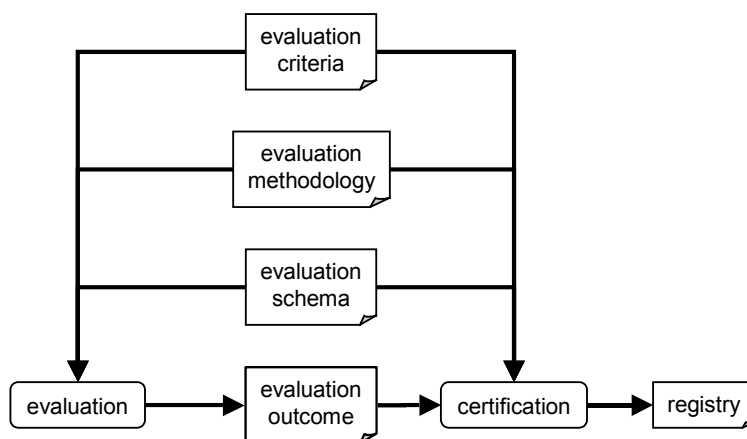 evaluation
criteria
evaluation
methodology
evaluation
schema
evaluation
evaluation
outcome
certification
registry